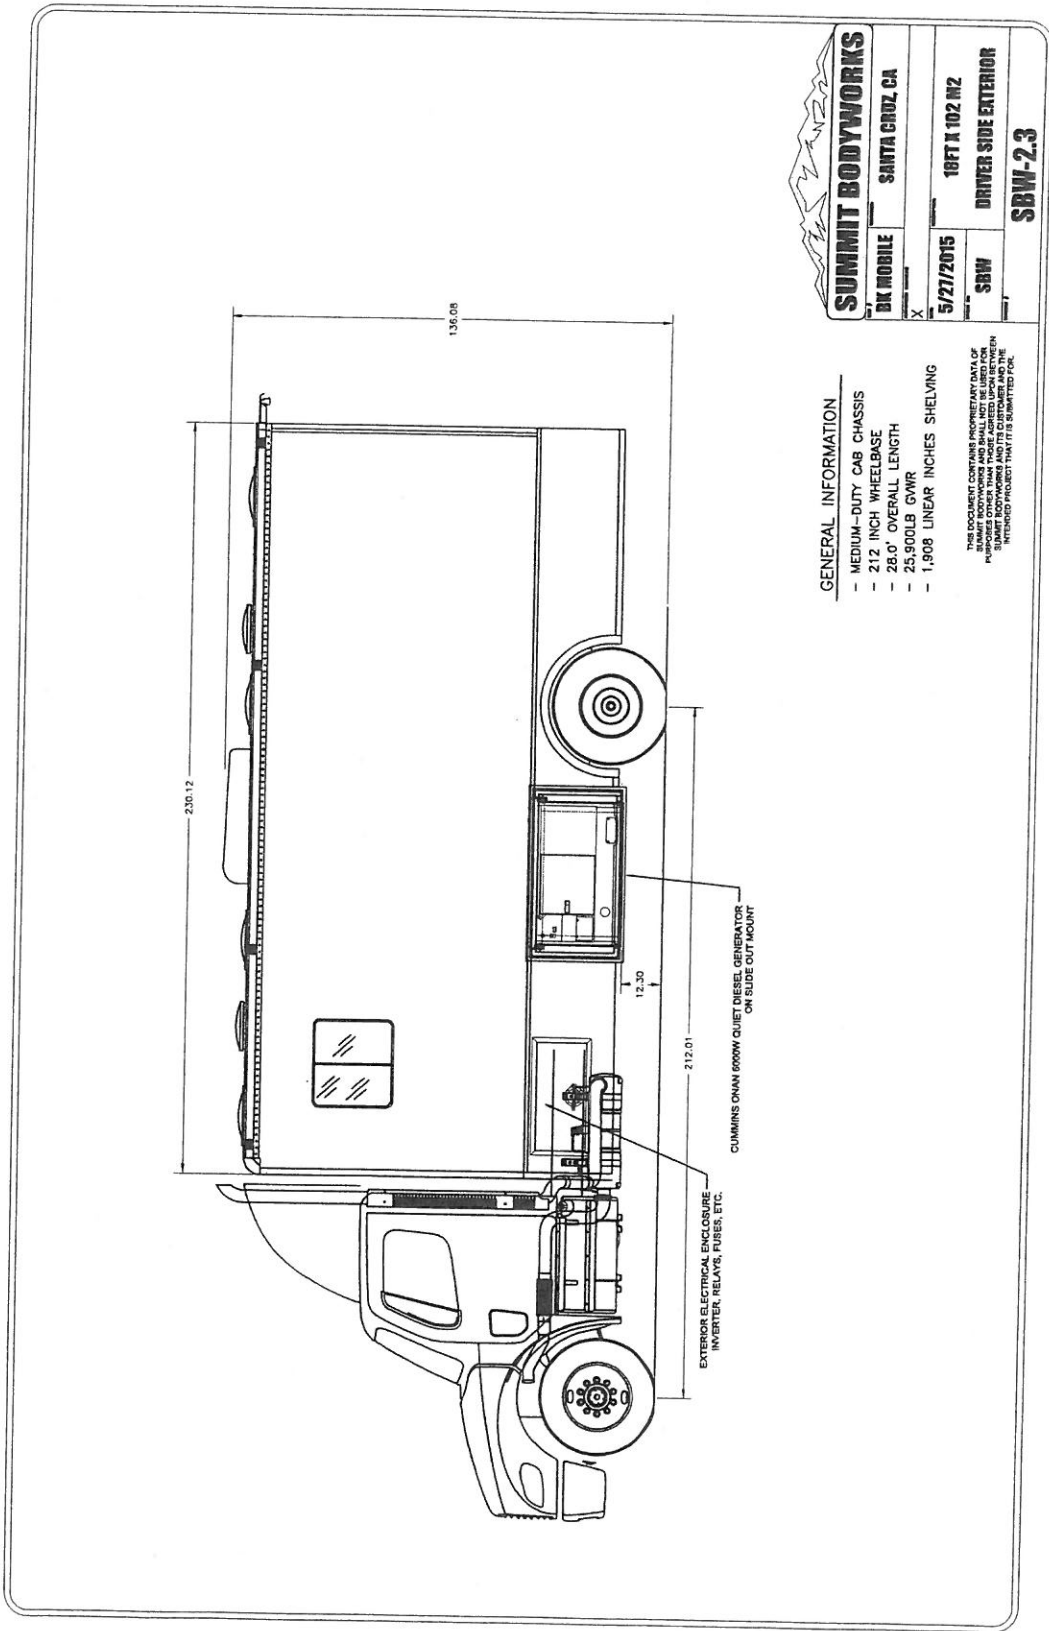 230.12
136.08
12.30
212.01
EXTERIOR ELECTRICAL ENCLOSURE
INVERTER, RELAYS, FUSES, ETC.
CUMMINS ONAN 6000W QUIET DIESEL GENERATOR
ON SLIDE OUT MOUNT
GENERAL INFORMATION
- MEDIUM-DUTY CAB CHASSIS
- 212 INCH WHEELBASE
- 28.0' OVERALL LENGTH
- 25,900LB GVWR
- 1,908 LINEAR INCHES SHELVING
THIS DOCUMENT CONTAINS PROPRIETARY DATA OF
SUMMIT BODYWORKS AND SHALL NOT BE USED FOR
PURPOSES OTHER THAN THOSE AGREED UPON BETWEEN
SUMMIT BODYWORKS AND ITS CUSTOMER AND THE
INTENDED PROJECT THAT IT IS SUBMITTED FOR.
SUMMIT BODYWORKS
BK MOBILE SANTA CRUZ, CA
X
5/27/2015 18FT X 102 M2
SBW DRIVER SIDE EXTERIOR
SBW-2.3